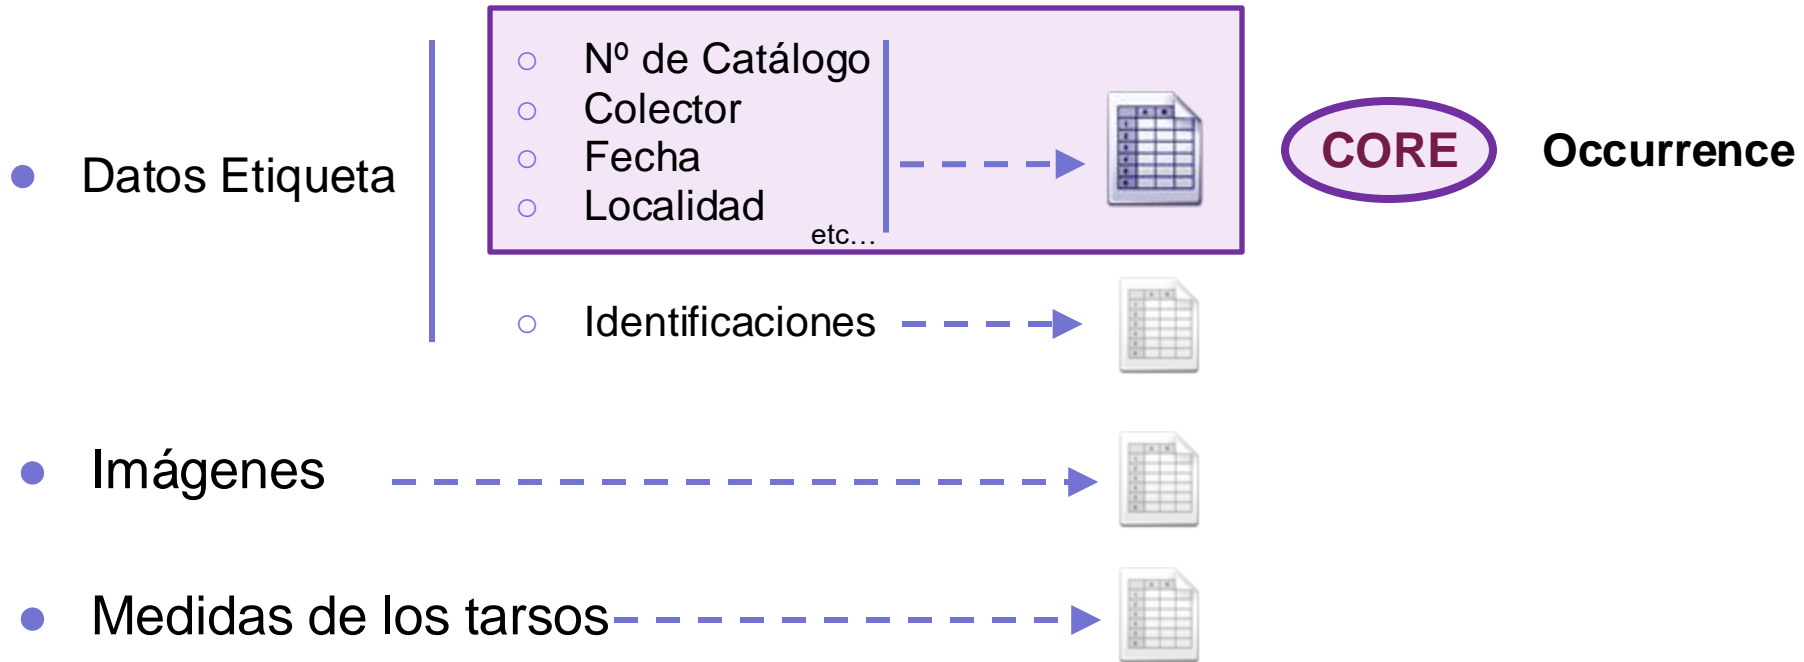 Datos Etiqueta
Nº de Catálogo
Colector
Fecha
Localidad
etc...
CORE
Occurrence
Identificaciones
Imágenes
Medidas de los tarsos